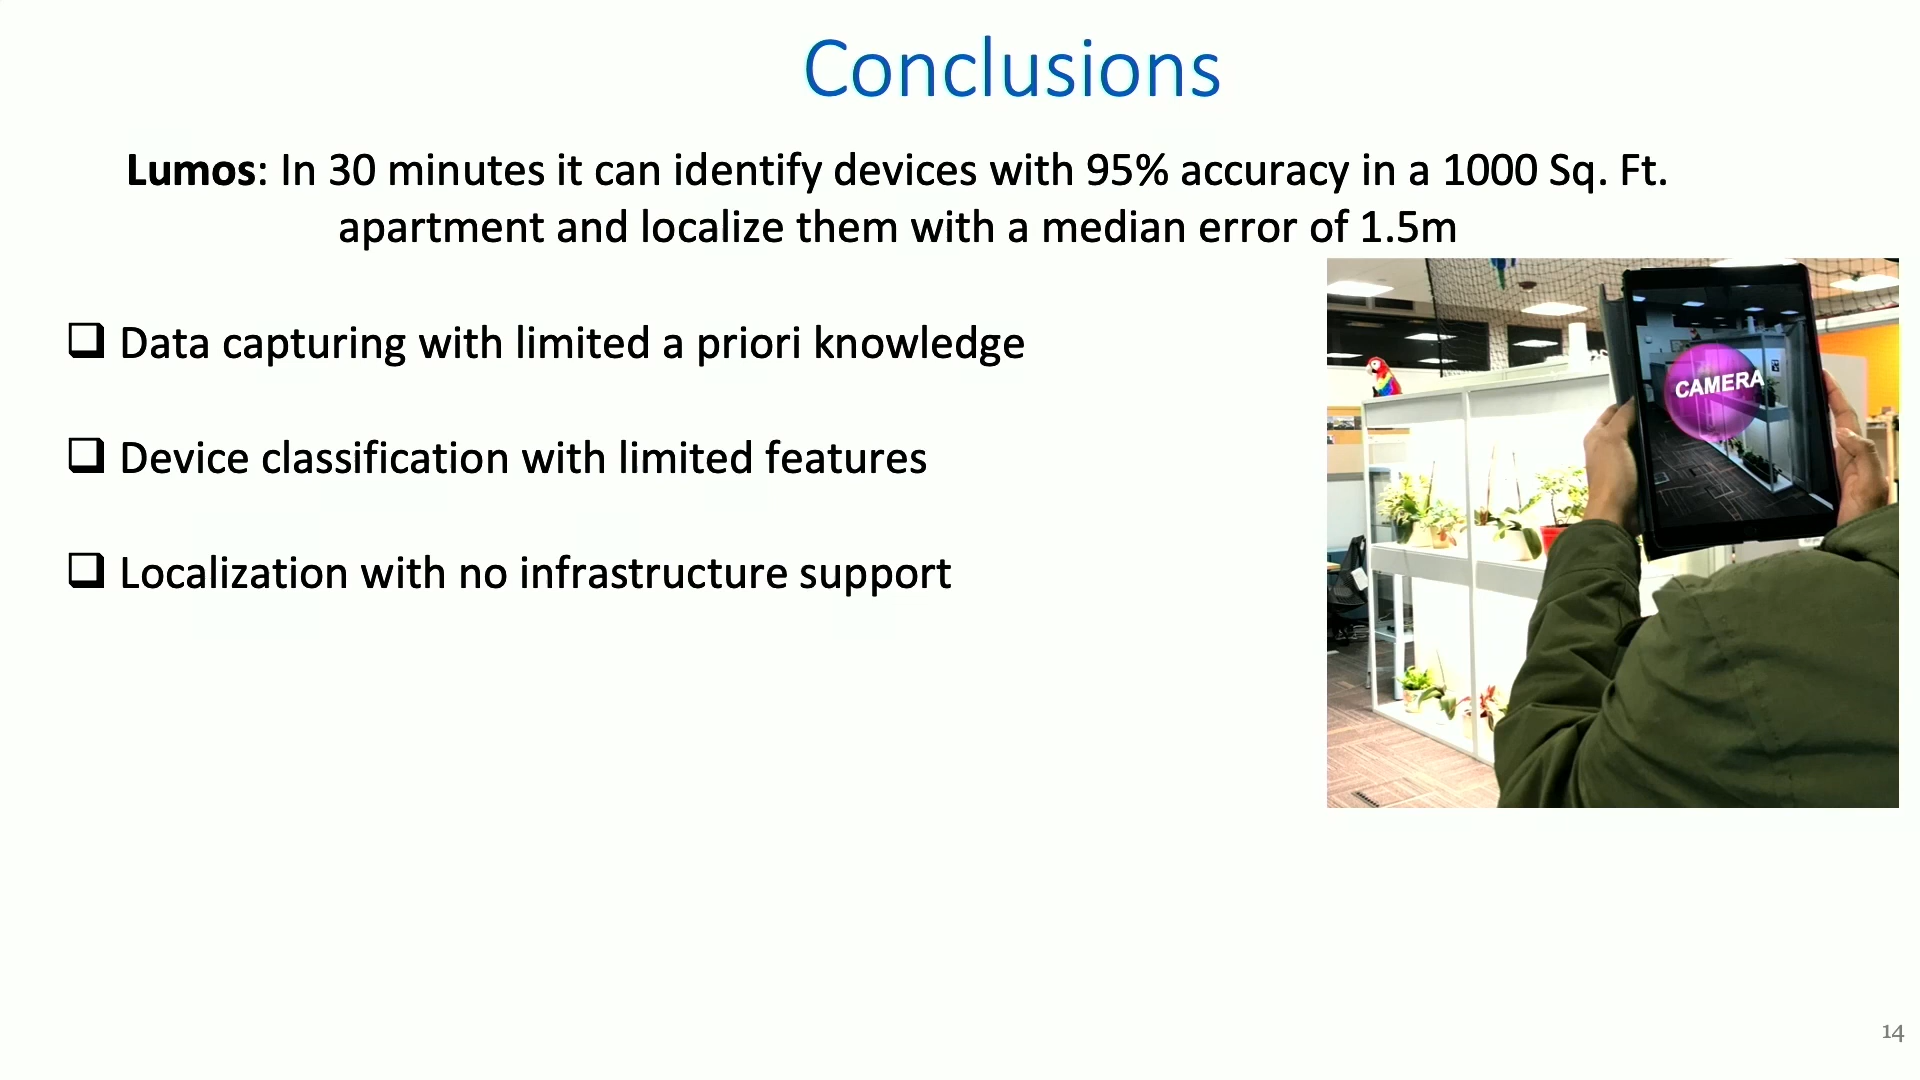 Conclusions
Lumos: In 30 minutes it can identify devices with 95% accuracy in a 1000 Sq. Ft.
apartment and localize them with a median error of 1.5m
❑ Data capturing with limited a priori knowledge
❑ Device classification with limited features
❑ Localization with no infrastructure support
CAMERA
14